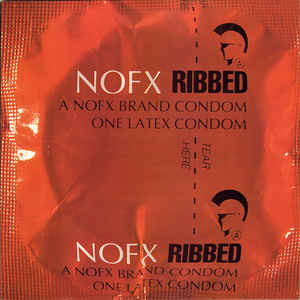 NOFX RIBBED
A NOFX BRAND CONDOM
ONE LATEX CONDOM
TEAR
HERE
NOFX RIBBED
A NOFX BRAND CONDOM
ONE LATEX CONDOM